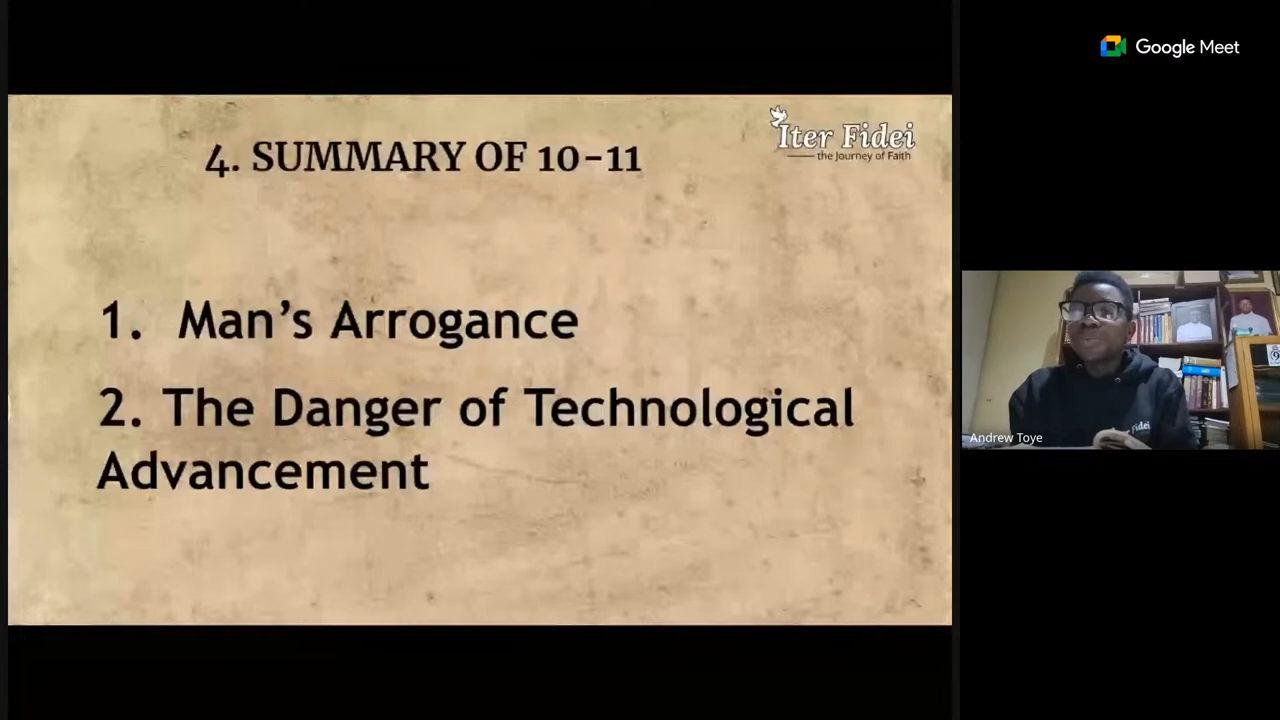 4. SUMMARY OF 10-11
Iter Fidei
the Journey of Faith
1. Man's Arrogance
2. The Danger of Technological
Advancement
Google Meet
Fidei
Andrew Toye